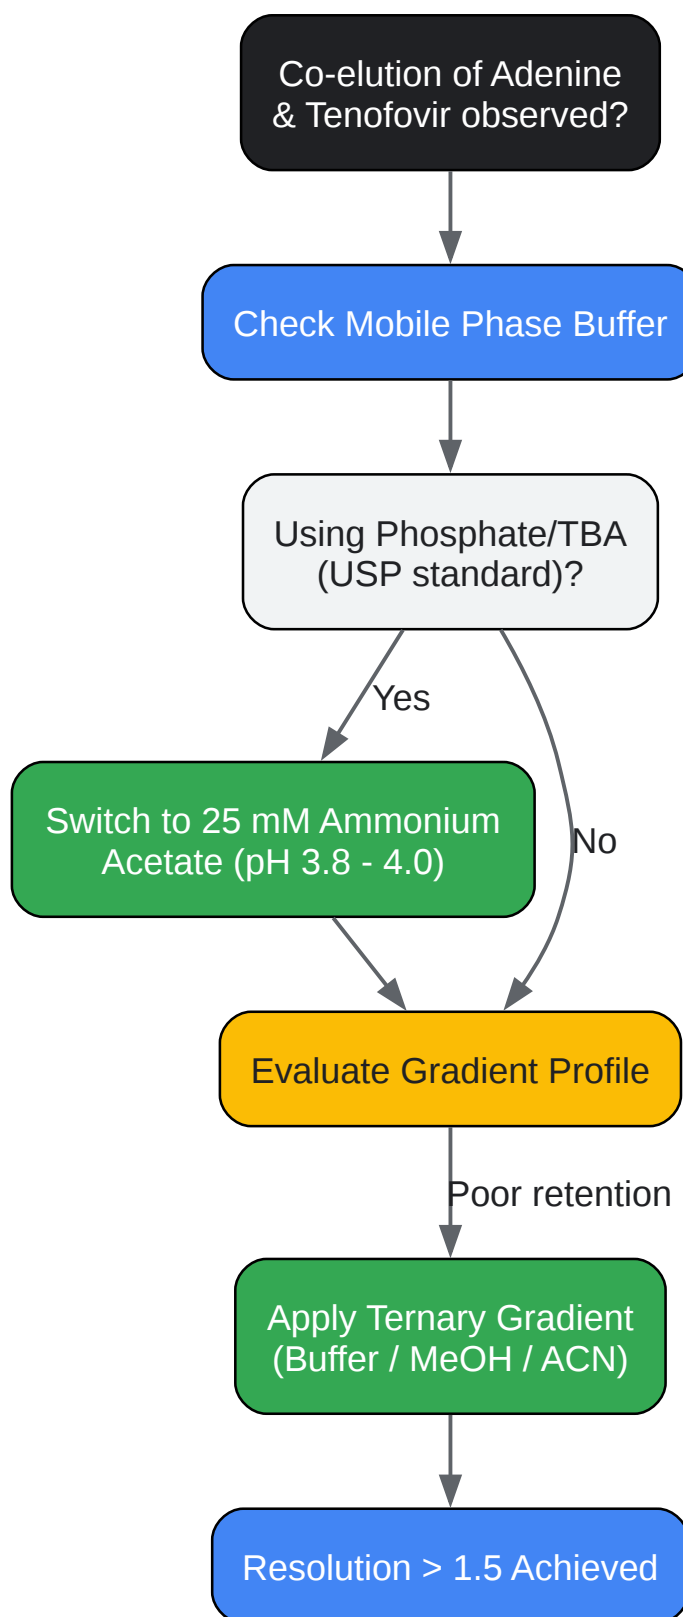 Co-elution of Adenine
& Tenofovir observed?
Check Mobile Phase Buffer
Using Phosphate/TBA
(USP standard)?
Yes
Switch to 25 mM Ammonium
Acetate (pH 3.8 - 4.0)
No
Evaluate Gradient Profile
Poor retention
Apply Ternary Gradient
(Buffer / MeOH / ACN)
Resolution > 1.5 Achieved